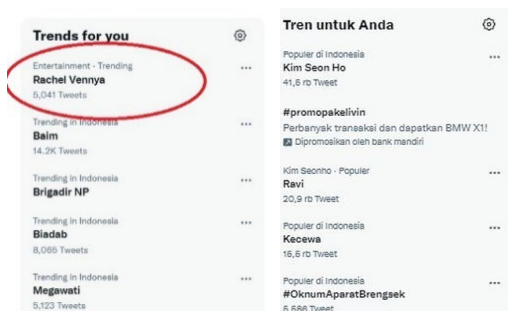 Trends for you
Entertainment · Trending
Rachel Vennya
5,041 Tweets
Trending in Indonesia
Baim
14.2K Tweets
Trending in Indonesia
Brigadir NP
Trending in Indonesia
Biadab
8,065 Tweets
Trending in Indonesia
Megawati
5,123 Tweets
Tren untuk Anda
Populer di Indonesia
Kim Seon Ho
41,6 rb Tweet
#promopakelivin
Perbanyak transaksi dan dapatkan BMW X1!
Dipromosikan oleh bank mandiri
Kim Seonho · Populer
Ravi
20,9 rb Tweet
Populer di Indonesia
Kecewa
16,6 rb Tweet
Populer di Indonesia
#OknumAparatBrengsek
5.686 Tweet